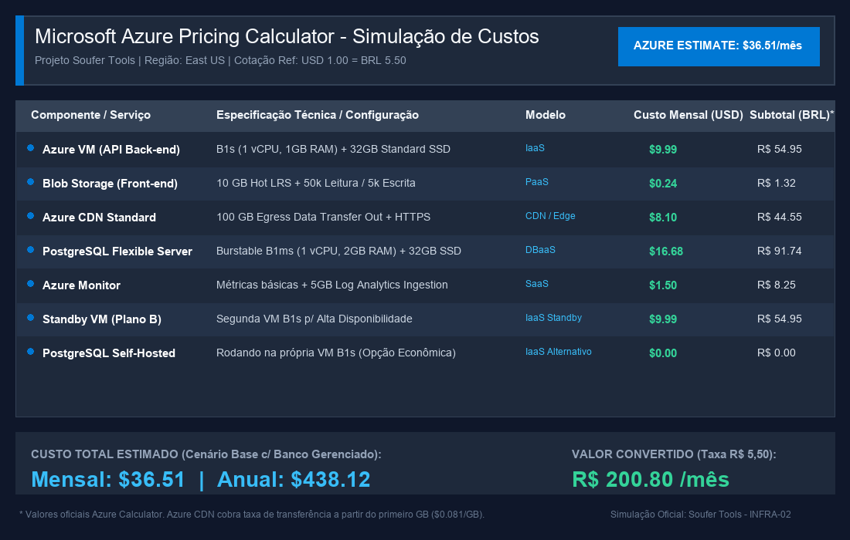 Microsoft Azure Pricing Calculator - Simulação de Custos
AZURE ESTIMATE: $36.51/mês
Projeto Soufer Tools | Região: East US | Cotação Ref: USD 1.00 = BRL 5.50
Componente / Serviço Especificação Técnica / Configuração Modelo Custo Mensal (USD) Subtotal (BRL)*
Azure VM (API Back-end) B1s (1 vCPU, 1GB RAM) + 32GB Standard SSD IaaS $9.99 R$ 54.95
Blob Storage (Front-end) 10 GB Hot LRS + 50k Leitura / 5k Escrita PaaS $0.24 R$ 1.32
Azure CDN Standard 100 GB Egress Data Transfer Out + HTTPS CDN / Edge $8.10 R$ 44.55
PostgreSQL Flexible Server Burstable B1ms (1 vCPU, 2GB RAM) + 32GB SSD DBaaS $16.68 R$ 91.74
Azure Monitor Métricas básicas + 5GB Log Analytics Ingestion SaaS $1.50 R$ 8.25
Standby VM (Plano B) Segunda VM B1s p/ Alta Disponibilidade IaaS Standby $9.99 R$ 54.95
PostgreSQL Self-Hosted Rodando na própria VM B1s (Opção Econômica) IaaS Alternativo $0.00 R$ 0.00
CUSTO TOTAL ESTIMADO (Cenário Base c/ Banco Gerenciado): VALOR CONVERTIDO (Taxa R$ 5,50):
Mensal: $36.51 | Anual: $438.12 R$ 200.80 /mês
* Valores oficiais Azure Calculator. Azure CDN cobra taxa de transferência a partir do primeiro GB ($0.081/GB). Simulação Oficial: Soufer Tools - INFRA-02